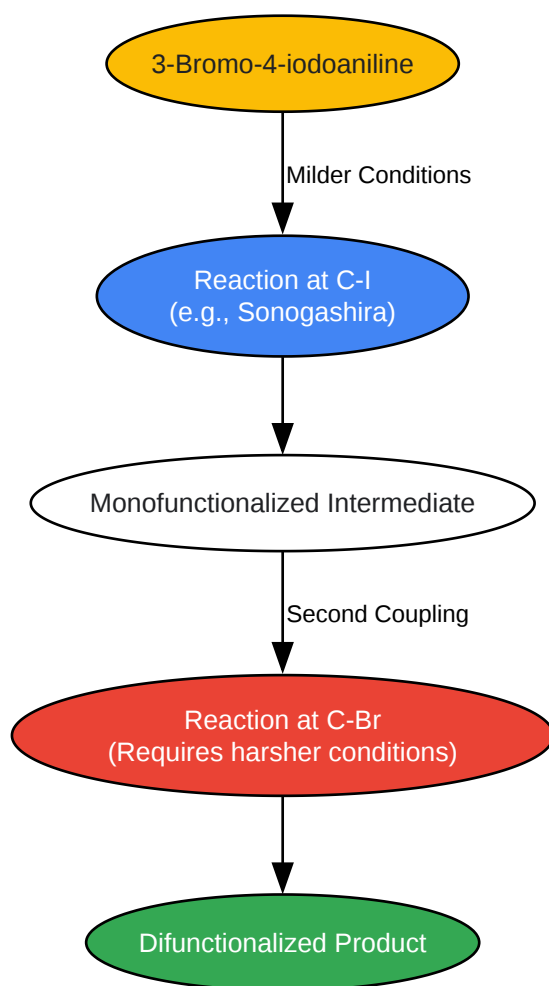 3-Bromo-4-iodoaniline
Milder Conditions
Reaction at C-I
(e.g., Sonogashira)
Monofunctionalized Intermediate
Second Coupling
Reaction at C-Br
(Requires harsher conditions)
Difunctionalized Product